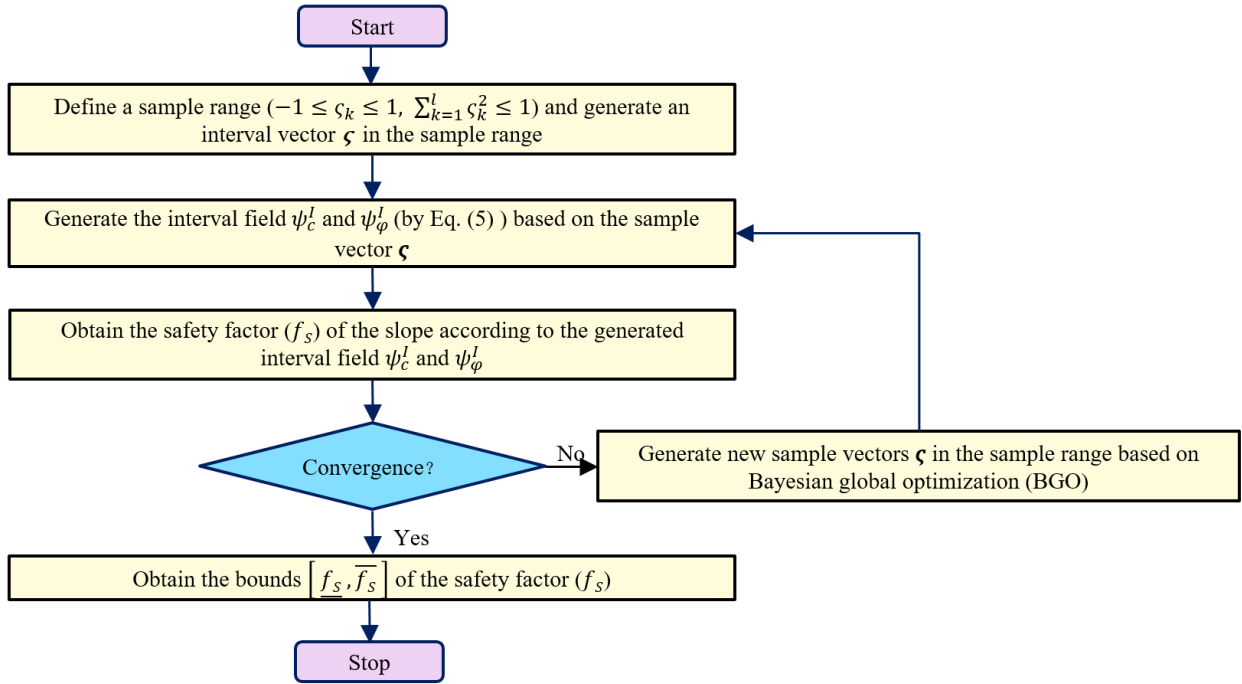 Start
Define a sample range (−1 ≤ ς_k ≤ 1, ∑_{k=1}^{l} ς_k^2 ≤ 1) and generate an
interval vector ς in the sample range
Generate the interval field ψ_c^I and ψ_φ^I (by Eq. (5) ) based on the sample
vector ς
Obtain the safety factor (f_S) of the slope according to the generated
interval field ψ_c^I and ψ_φ^I
Convergence?
No
Generate new sample vectors ς in the sample range based on
Bayesian global optimization (BGO)
Yes
Obtain the bounds [f̲_S̲ , f̅_S̅] of the safety factor (f_S)
Stop